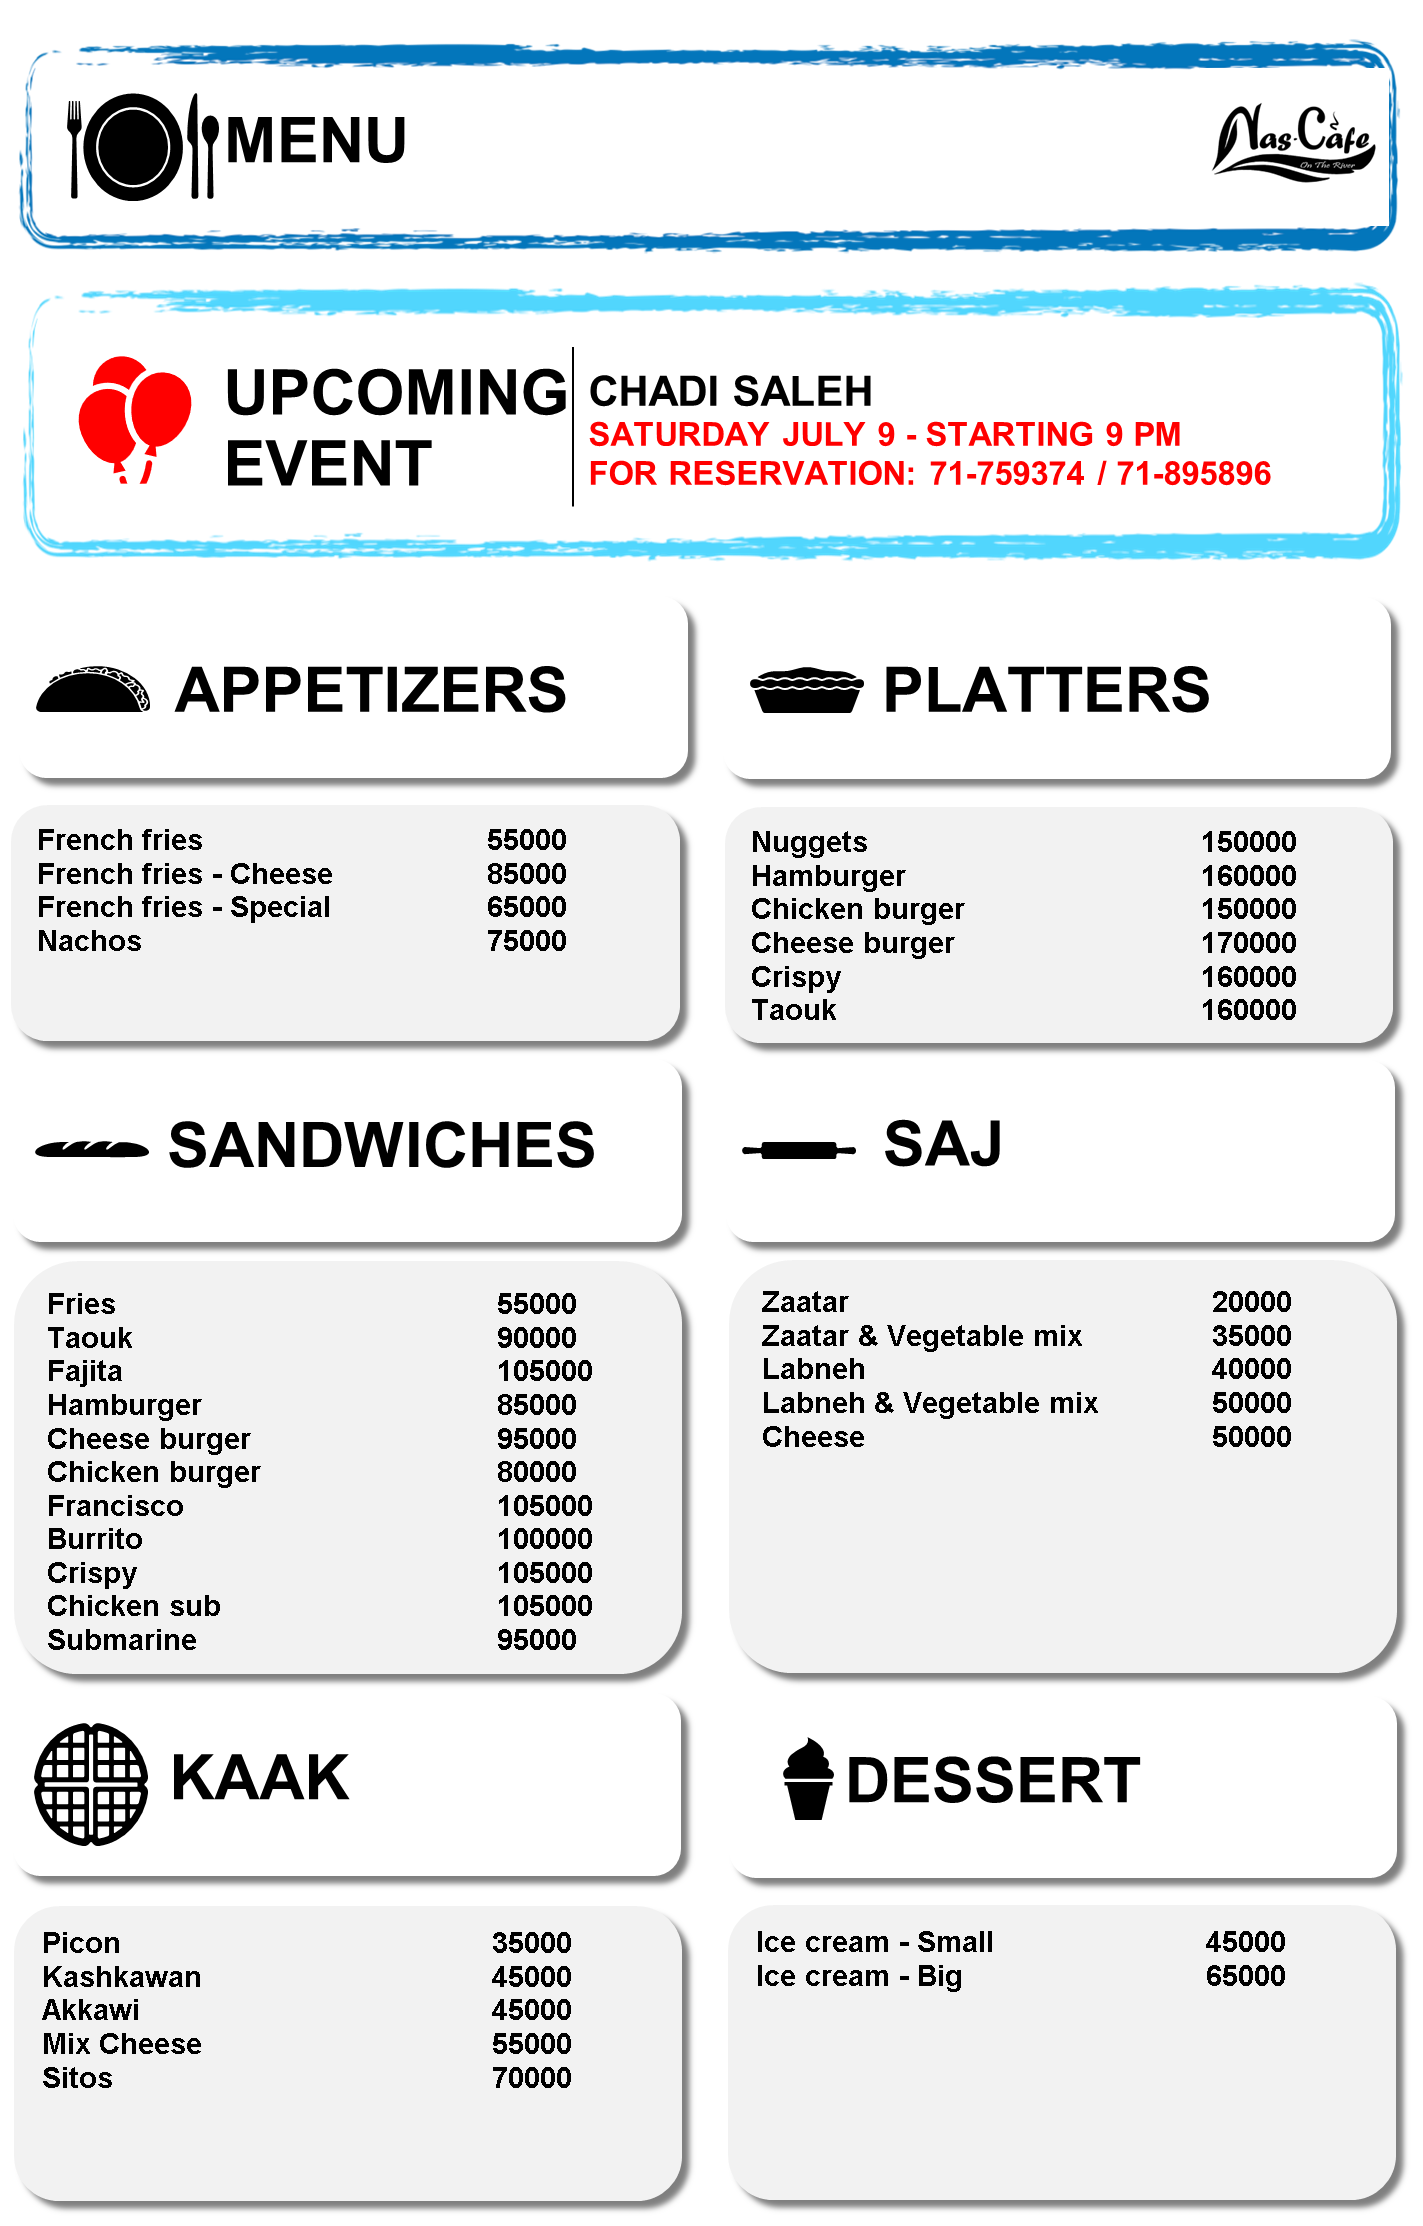 MENU
Nas Cafe
On The River
UPCOMING
EVENT
CHADI SALEH
SATURDAY JULY 9 - STARTING 9 PM
FOR RESERVATION: 71-759374 / 71-895896
APPETIZERS
French fries 55000
French fries - Cheese 85000
French fries - Special 65000
Nachos 75000
PLATTERS
Nuggets 150000
Hamburger 160000
Chicken burger 150000
Cheese burger 170000
Crispy 160000
Taouk 160000
SANDWICHES
Fries 55000
Taouk 90000
Fajita 105000
Hamburger 85000
Cheese burger 95000
Chicken burger 80000
Francisco 105000
Burrito 100000
Crispy 105000
Chicken sub 105000
Submarine 95000
SAJ
Zaatar 20000
Zaatar & Vegetable mix 35000
Labneh 40000
Labneh & Vegetable mix 50000
Cheese 50000
KAAK
Picon 35000
Kashkawan 45000
Akkawi 45000
Mix Cheese 55000
Sitos 70000
DESSERT
Ice cream - Small 45000
Ice cream - Big 65000